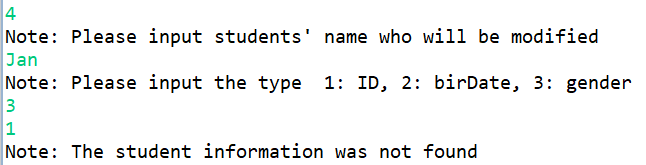 4
Note: Please input students' name who will be modified
Jan
Note: Please input the type  1: ID, 2: birDate, 3: gender
3
1
Note: The student information was not found